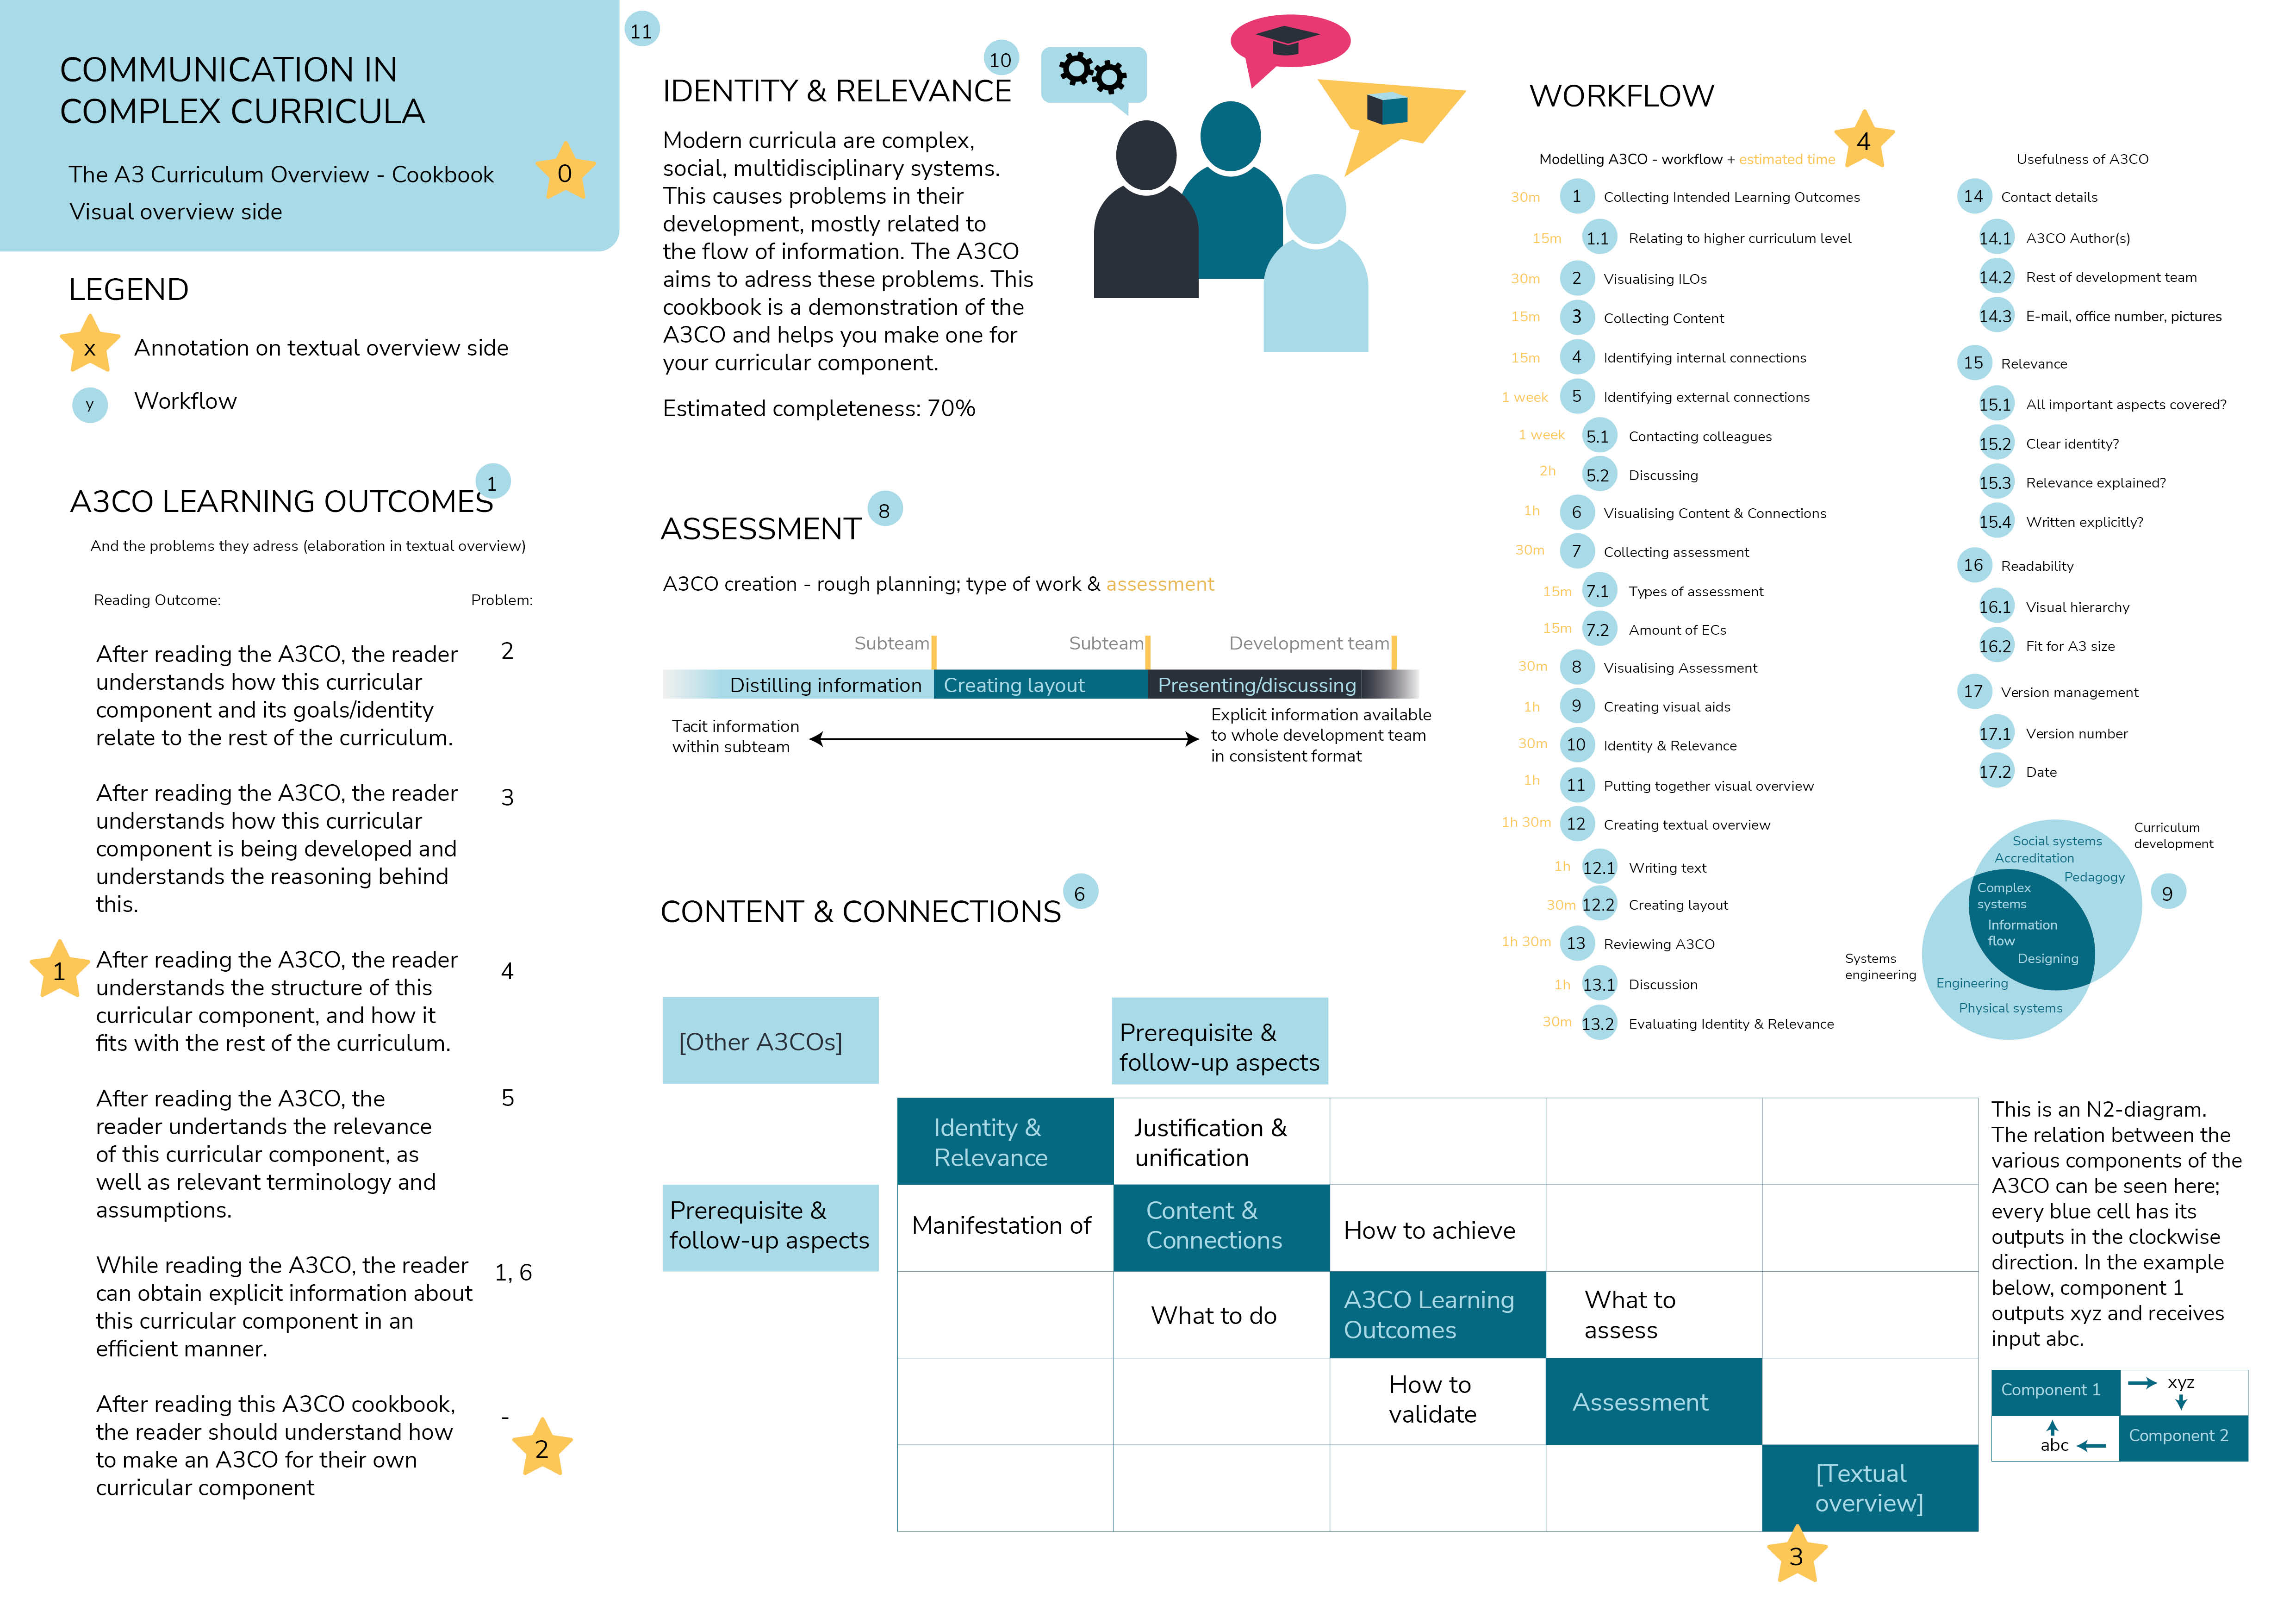 COMMUNICATION IN
COMPLEX CURRICULA
The A3 Curriculum Overview - Cookbook
Visual overview side
0
LEGEND
x
Annotation on textual overview side
y
Workflow
A3CO LEARNING OUTCOMES
1
And the problems they adress (elaboration in textual overview)
Reading Outcome:
Problem:
After reading the A3CO, the reader
understands how this curricular
component and its goals/identity
relate to the rest of the curriculum.
2
After reading the A3CO, the reader
understands how this curricular
component is being developed and
understands the reasoning behind
this.
3
1
After reading the A3CO, the reader
understands the structure of this
curricular component, and how it
fits with the rest of the curriculum.
4
After reading the A3CO, the
reader undertands the relevance
of this curricular component, as
well as relevant terminology and
assumptions.
5
While reading the A3CO, the reader
can obtain explicit information about
this curricular component in an
efficient manner.
1, 6
After reading this A3CO cookbook,
the reader should understand how
to make an A3CO for their own
curricular component
-
2
11
IDENTITY & RELEVANCE
10
Modern curricula are complex,
social, multidisciplinary systems.
This causes problems in their
development, mostly related to
the flow of information. The A3CO
aims to adress these problems. This
cookbook is a demonstration of the
A3CO and helps you make one for
your curricular component.
Estimated completeness: 70%
ASSESSMENT
8
A3CO creation - rough planning; type of work & assessment
Subteam
Subteam
Development team
Distilling information
Creating layout
Presenting/discussing
Tacit information
within subteam
Explicit information available
to whole development team
in consistent format
CONTENT & CONNECTIONS
6
[Other A3COs]
Prerequisite &
follow-up aspects
Identity &
Relevance
Justification &
unification
Prerequisite &
follow-up aspects
Manifestation of
Content &
Connections
How to achieve
What to do
A3CO Learning
Outcomes
What to
assess
How to
validate
Assessment
[Textual
overview]
3
WORKFLOW
4
Modelling A3CO - workflow + estimated time
30m 1 Collecting Intended Learning Outcomes
15m 1.1 Relating to higher curriculum level
30m 2 Visualising ILOs
15m 3 Collecting Content
15m 4 Identifying internal connections
1 week 5 Identifying external connections
1 week 5.1 Contacting colleagues
2h 5.2 Discussing
1h 6 Visualising Content & Connections
30m 7 Collecting assessment
15m 7.1 Types of assessment
15m 7.2 Amount of ECs
30m 8 Visualising Assessment
1h 9 Creating visual aids
30m 10 Identity & Relevance
1h 11 Putting together visual overview
1h 30m 12 Creating textual overview
1h 12.1 Writing text
30m 12.2 Creating layout
1h 30m 13 Reviewing A3CO
1h 13.1 Discussion
30m 13.2 Evaluating Identity & Relevance
Usefulness of A3CO
14 Contact details
14.1 A3CO Author(s)
14.2 Rest of development team
14.3 E-mail, office number, pictures
15 Relevance
15.1 All important aspects covered?
15.2 Clear identity?
15.3 Relevance explained?
15.4 Written explicitly?
16 Readability
16.1 Visual hierarchy
16.2 Fit for A3 size
17 Version management
17.1 Version number
17.2 Date
Curriculum
development
Social systems
Accreditation
Pedagogy
9
Complex
systems
Information
flow
Designing
Systems
engineering
Engineering
Physical systems
This is an N2-diagram.
The relation between the
various components of the
A3CO can be seen here;
every blue cell has its
outputs in the clockwise
direction. In the example
below, component 1
outputs xyz and receives
input abc.
Component 1
xyz
abc
Component 2